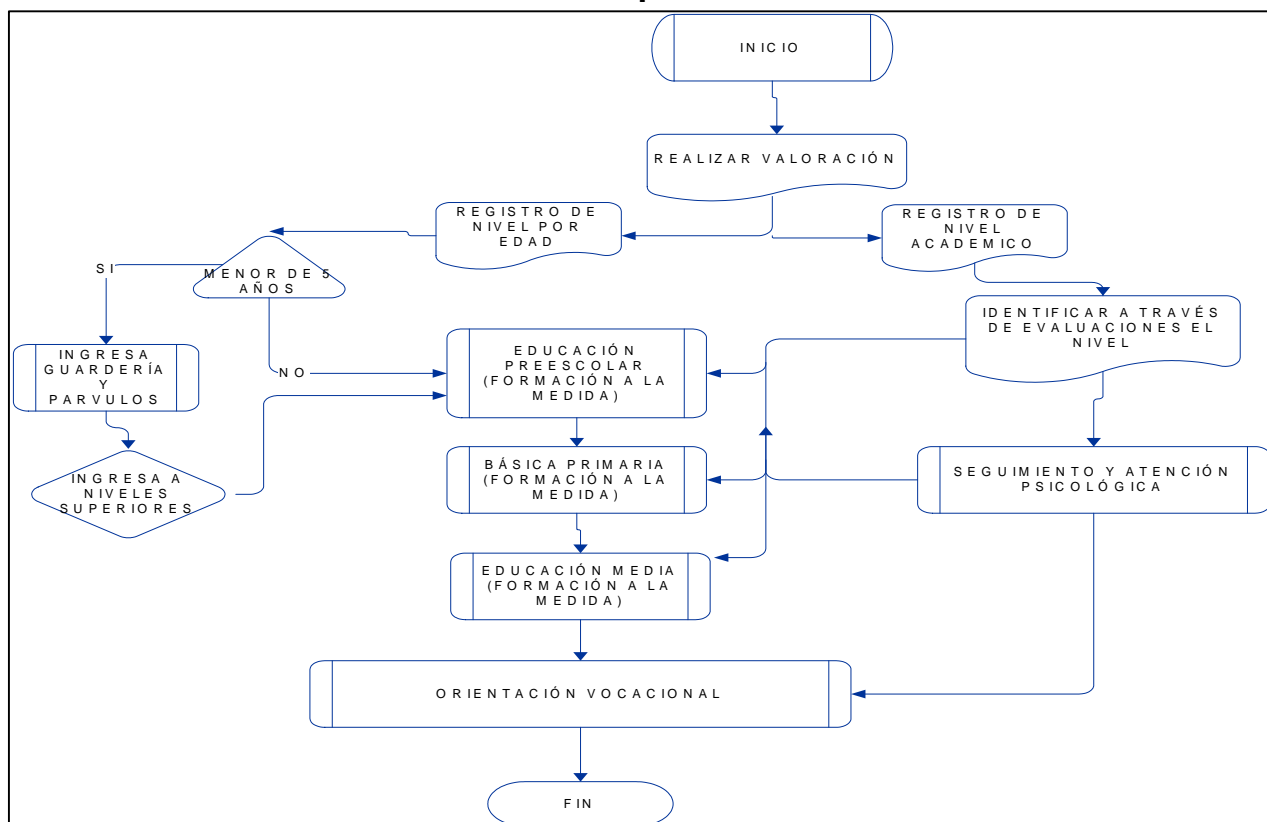 INICIO
REALIZAR VALORACIÓN
REGISTRO DE
NIVEL POR
EDAD
REGISTRO DE
NIVEL
ACADEMICO
SI
MENOR DE 5
AÑOS
IDENTIFICAR A TRAVÉS
DE EVALUACIONES EL
NIVEL
INGRESA
GUARDERÍA
Y
PARVULOS
NO
EDUCACIÓN
PREESCOLAR
(FORMACIÓN A LA
MEDIDA)
INGRESA A
NIVELES
SUPERIORES
BÁSICA PRIMARIA
(FORMACIÓN A LA
MEDIDA)
SEGUIMIENTO Y ATENCIÓN
PSICOLÓGICA
EDUCACIÓN MEDIA
(FORMACIÓN A LA
MEDIDA)
ORIENTACIÓN VOCACIONAL
FIN